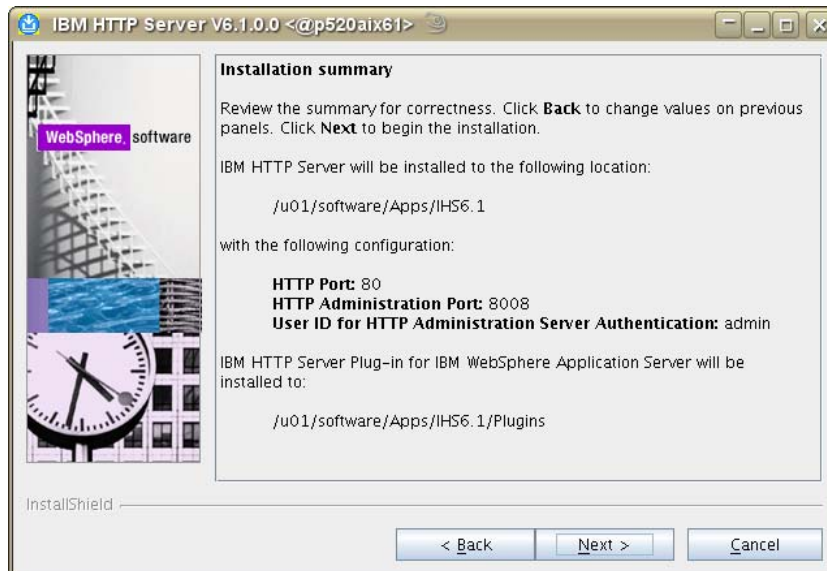 IBM HTTP Server V6.1.0.0 <@p520aix61>
WebSphere. software
Installation summary
Review the summary for correctness. Click Back to change values on previous
panels. Click Next to begin the installation.
IBM HTTP Server will be installed to the following location:
/u01/software/Apps/IHS6.1
with the following configuration:
HTTP Port: 80
HTTP Administration Port: 8008
User ID for HTTP Administration Server Authentication: admin
IBM HTTP Server Plug-in for IBM WebSphere Application Server will be
installed to:
/u01/software/Apps/IHS6.1/Plugins
InstallShield
< Back
Next >
Cancel